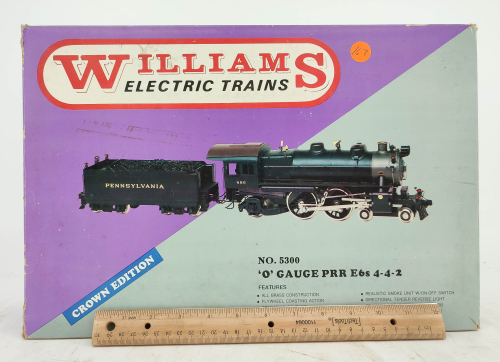 WILLIAMS
ELECTRIC TRAINS
PENNSYLVANIA
CROWN EDITION
NO. 5300
'O' GAUGE PRR E6s 4-4-2
FEATURES
• ALL BRASS CONSTRUCTION
• FLYWHEEL COASTING ACTION
• REALISTIC SMOKE UNIT W/ON-OFF SWITCH
• DIRECTIONAL TENDER REVERSE LIGHT